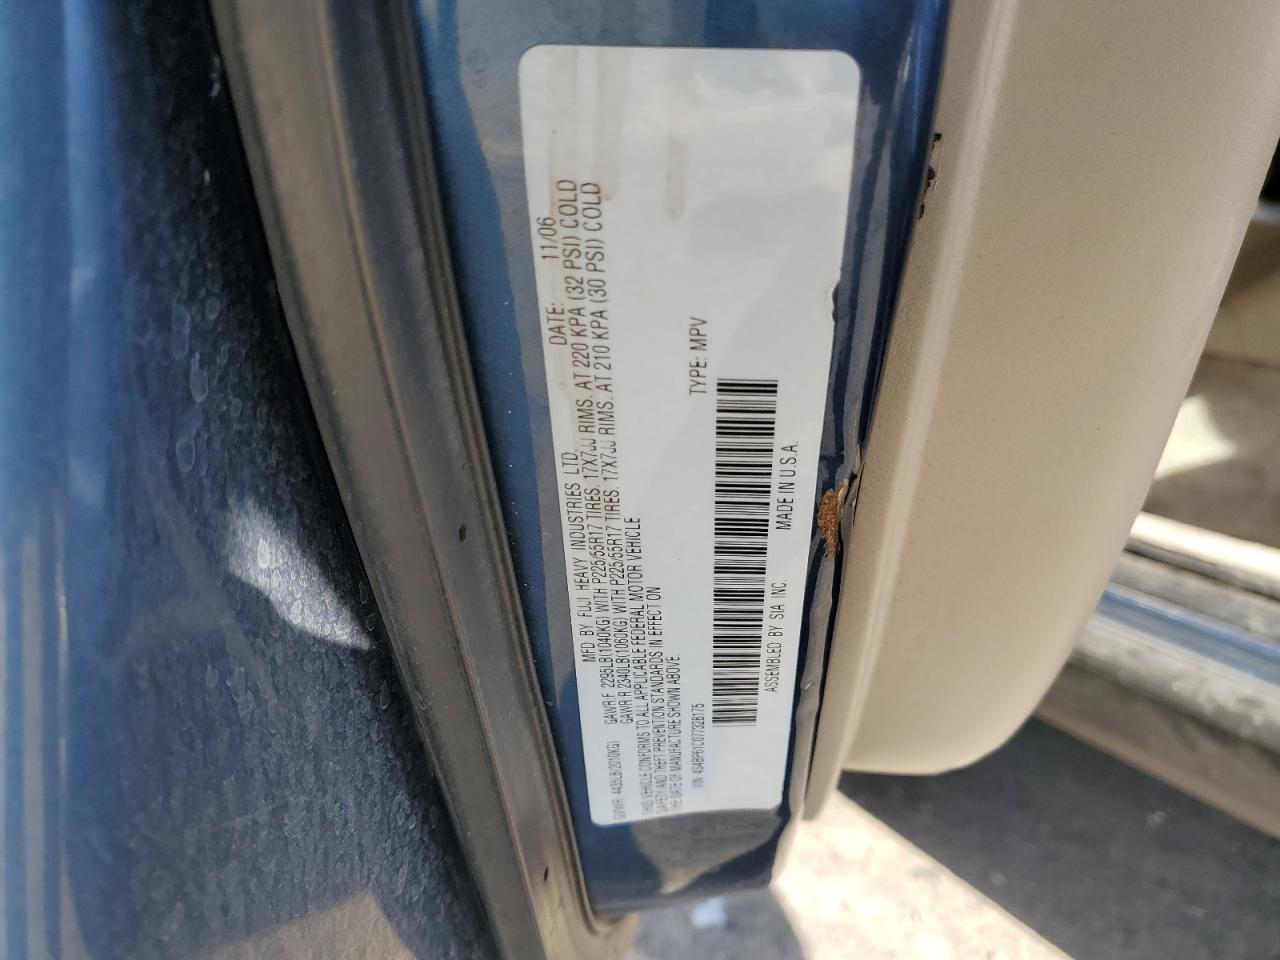 MFD BY FUJI HEAVY INDUSTRIES LTD. DATE: 11/06
GVWR: 4435LB(2010KG) GAWR:F 2295LB(1040KG) WITH P225/55R17 TIRES. 17X7JJ RIMS. AT 220 KPA (32 PSI) COLD
GAWR:R 2340LB(1060KG) WITH P225/55R17 TIRES. 17X7JJ RIMS. AT 210 KPA (30 PSI) COLD
THIS VEHICLE CONFORMS TO ALL APPLICABLE FEDERAL MOTOR VEHICLE
SAFETY AND THEFT PREVENTION STANDARDS IN EFFECT ON
THE DATE OF MANUFACTURE SHOWN ABOVE.
VIN: 4S4BP61C077328175 TYPE: MPV
ASSEMBLED BY SIA INC. MADE IN U.S.A.